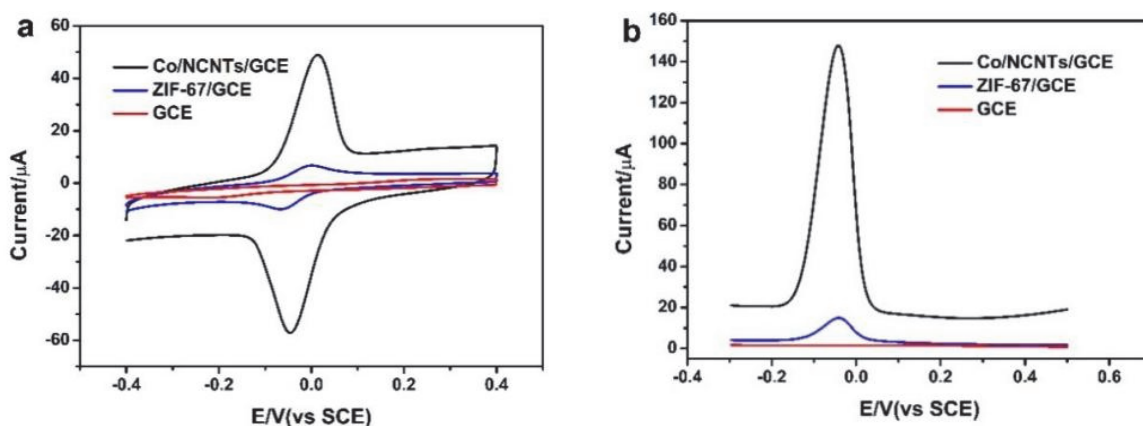 a
Co/NCNTs/GCE
ZIF-67/GCE
GCE
Current/μA
60
40
20
0
-20
-40
-60
-0.4
-0.2
0.0
0.2
0.4
E/V(vs SCE)
b
Co/NCNTs/GCE
ZIF-67/GCE
GCE
Current/μA
160
140
120
100
80
60
40
20
0
-0.4
-0.2
0.0
0.2
0.4
0.6
E/V(vs SCE)